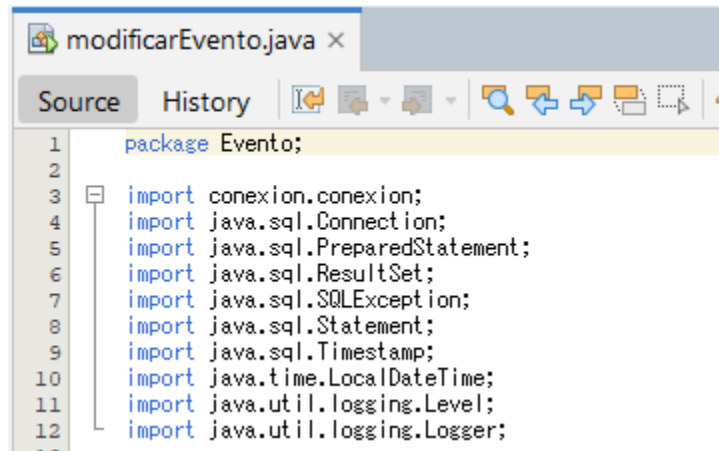 modificarEvento.java ×
Source History
1 package Evento;
2
3 import conexion.conexion;
4 import java.sql.Connection;
5 import java.sql.PreparedStatement;
6 import java.sql.ResultSet;
7 import java.sql.SQLException;
8 import java.sql.Statement;
9 import java.sql.Timestamp;
10 import java.time.LocalDateTime;
11 import java.util.logging.Level;
12 import java.util.logging.Logger;